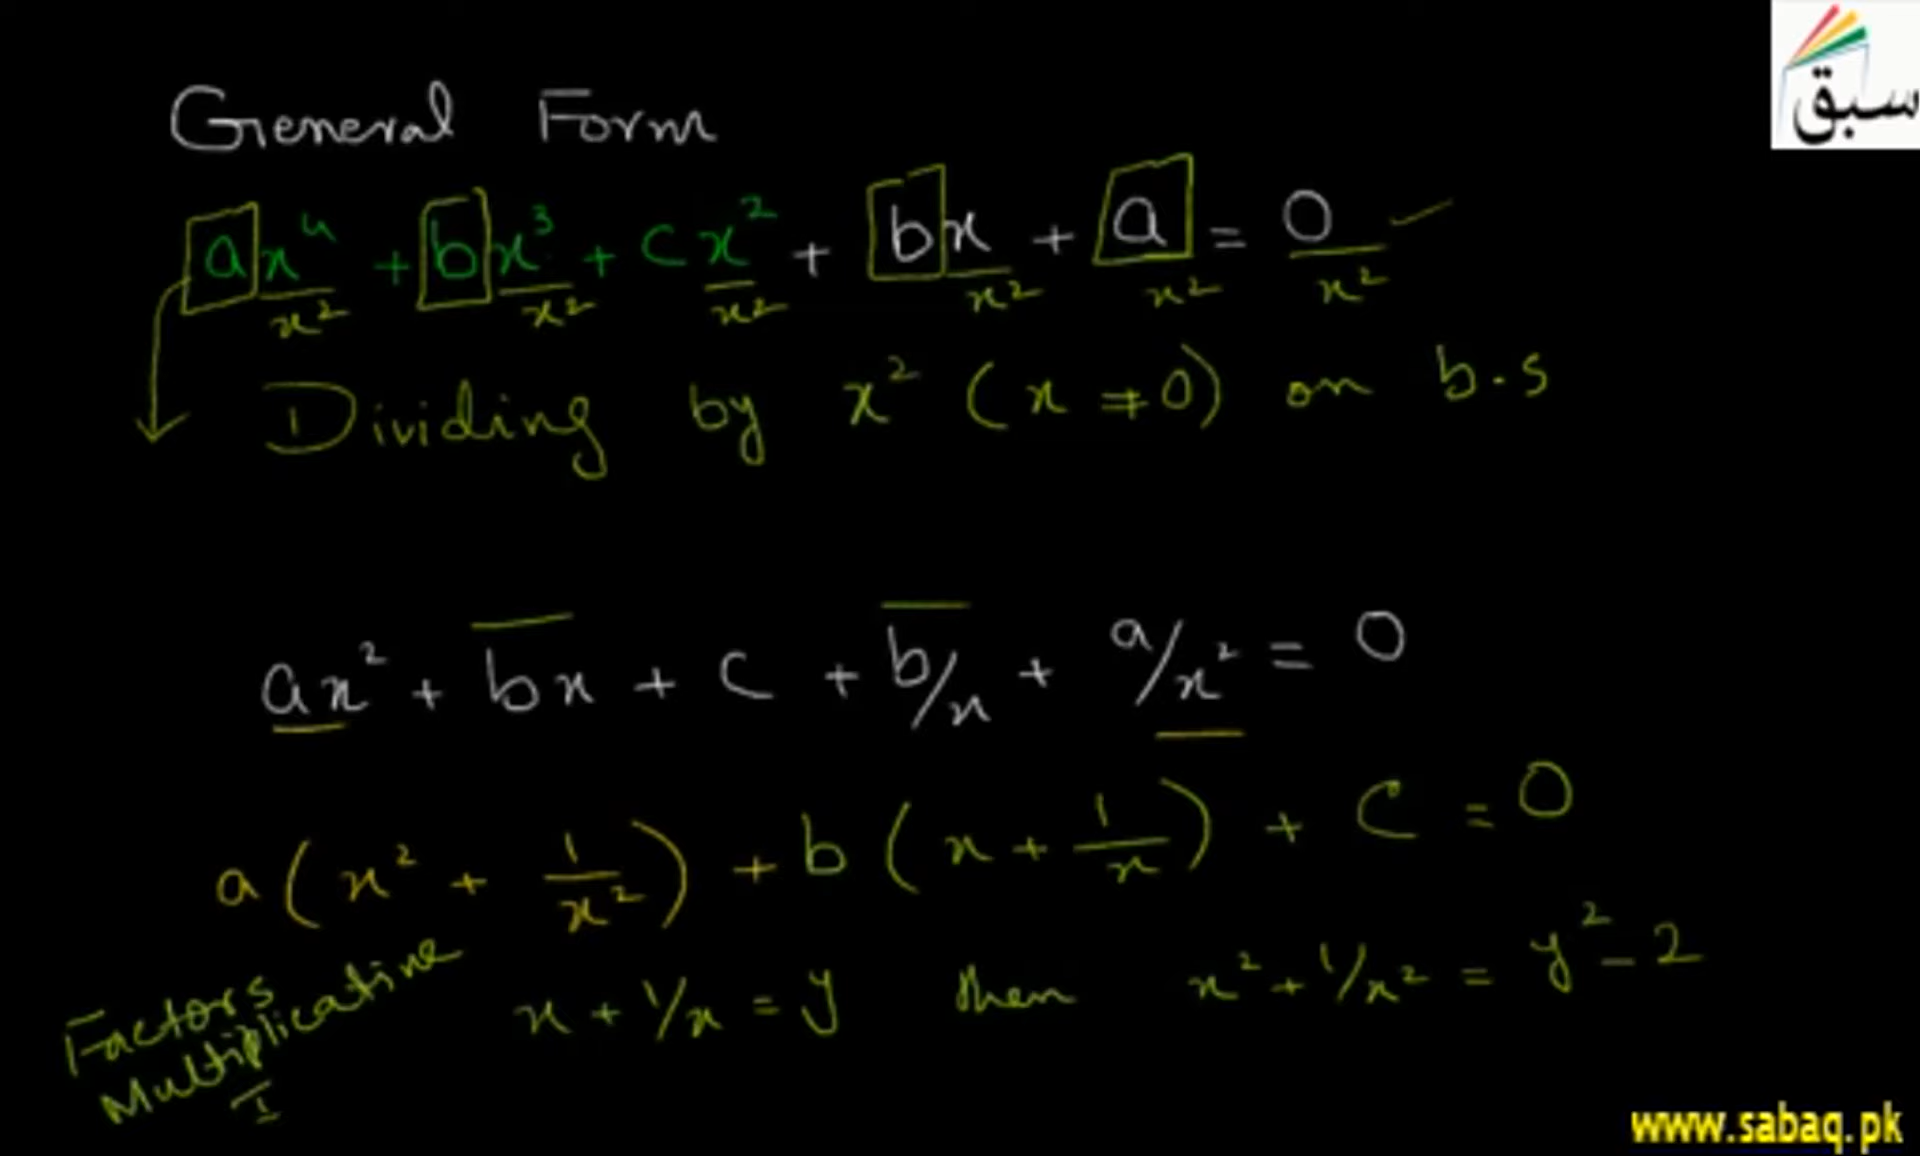 سبق
General Form
ax⁴/x² + bx³/x² + cx²/x² + bx/x² + a/x² = 0/x²
Dividing by x² (x ≠ 0) on b.s
ax² + bx + c + b/x + a/x² = 0
a(x² + 1/x²) + b(x + 1/x) + c = 0
Factors
Multiplicative
I
x + 1/x = y then x² + 1/x² = y² - 2
www.sabaq.pk